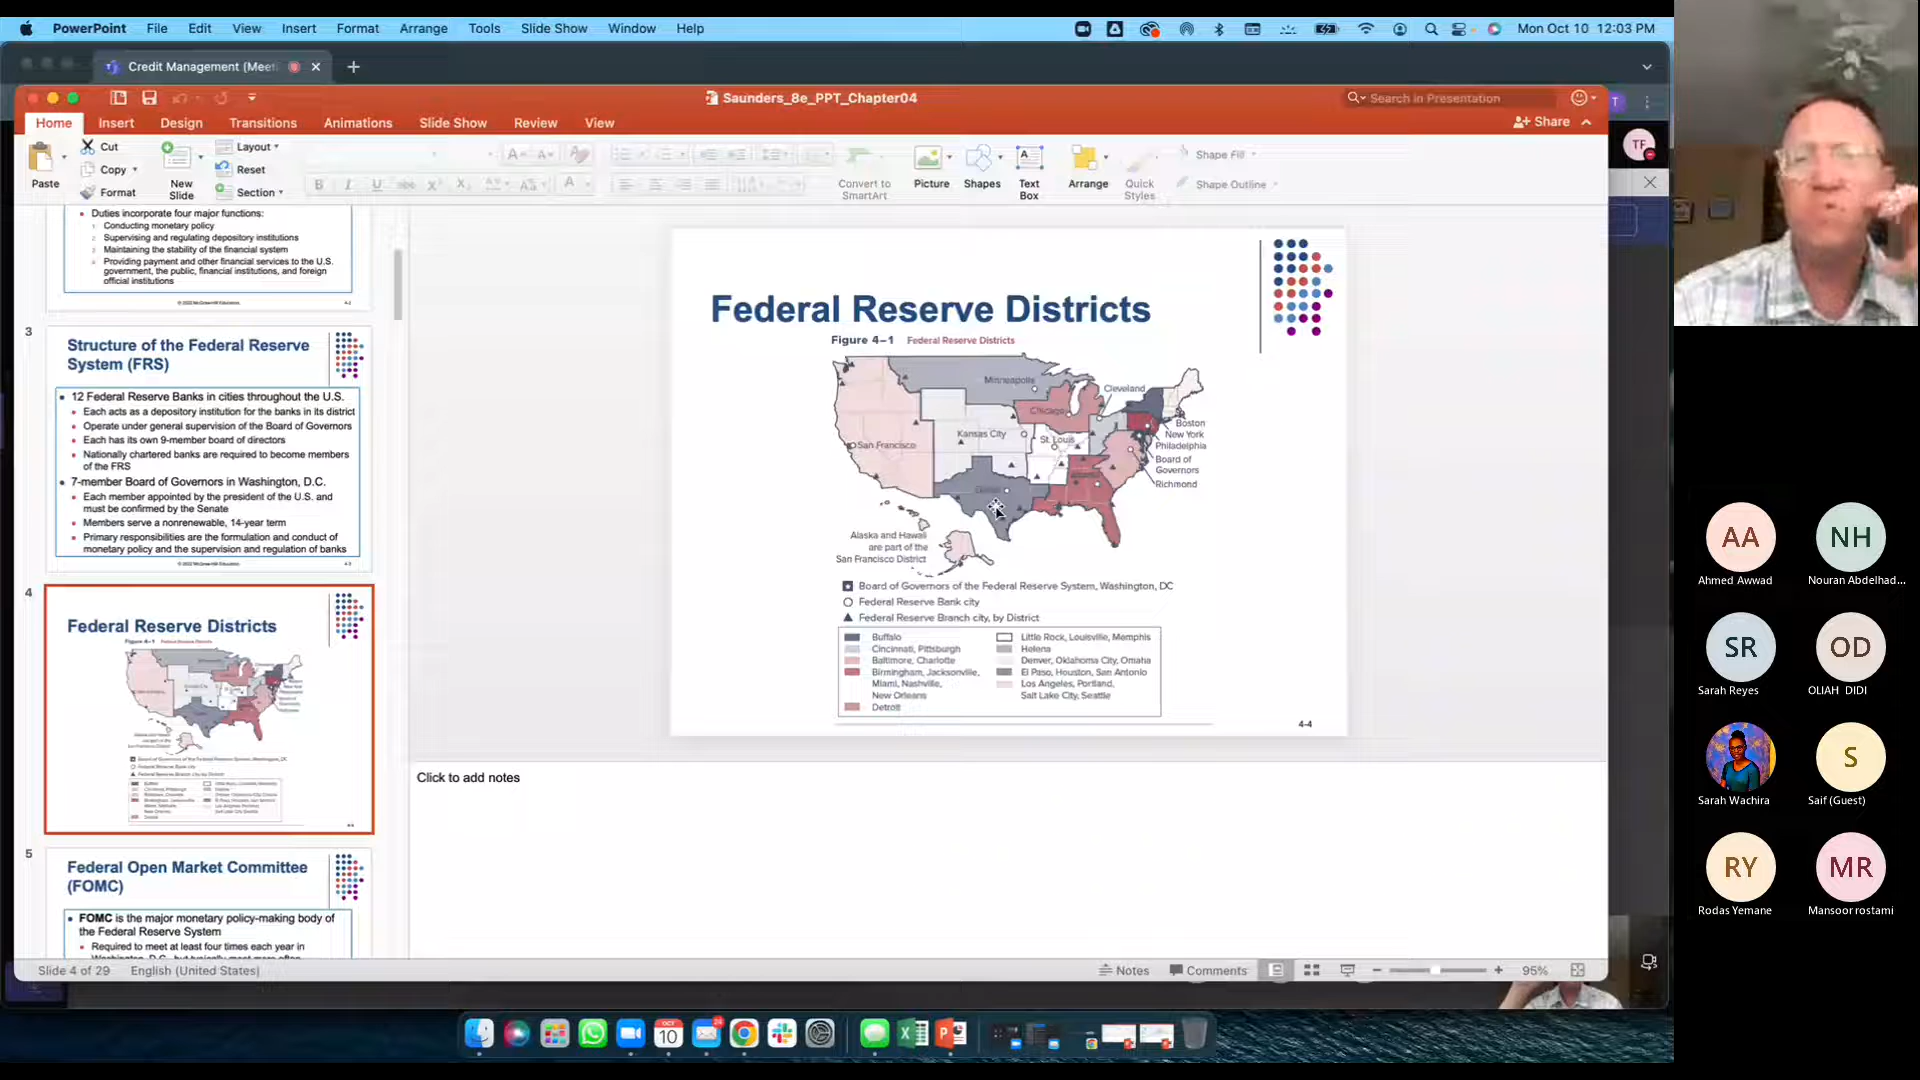 PowerPoint File Edit View Insert Format Arrange Tools Slide Show Window Help
Mon Oct 10 12:03 PM
Credit Management (Meet
Saunders_8e_PPT_Chapter04
Search in Presentation
Home Insert Design Transitions Animations Slide Show Review View
Share
TF
Paste
Cut
Copy
Format
New
Slide
Layout
Reset
Section
Convert to
SmartArt
Picture
Shapes
Text
Box
Arrange
Quick
Styles
Shape Fill
Shape Outline
Duties incorporate four major functions:
Conducting monetary policy
Supervising and regulating depository institutions
Maintaining the stability of the financial system
Providing payment and other financial services to the U.S.
government, the public, financial institutions, and foreign
official institutions
4-2
3
Structure of the Federal Reserve
System (FRS)
12 Federal Reserve Banks in cities throughout the U.S.
Each acts as a depository institution for the banks in its district
Operate under general supervision of the Board of Governors
Each has its own 9-member board of directors
Nationally chartered banks are required to become members
of the FRS
7-member Board of Governors in Washington, D.C.
Each member appointed by the president of the U.S. and
must be confirmed by the Senate
Members serve a nonrenewable, 14-year term
Primary responsibilities are the formulation and conduct of
monetary policy and the supervision and regulation of banks
4-3
4
Federal Reserve Districts
5
Federal Open Market Committee
(FOMC)
FOMC is the major monetary policy-making body of
the Federal Reserve System
Required to meet at least four times each year in
Federal Reserve Districts
Figure 4–1 Federal Reserve Districts
Minneapolis
Cleveland
Chicago
Boston
Kansas City
St. Louis
New York
San Francisco
Philadelphia
Board of
Governors
Richmond
Alaska and Hawaii
are part of the
San Francisco District
Board of Governors of the Federal Reserve System, Washington, DC
Federal Reserve Bank city
Federal Reserve Branch city, by District
Buffalo
Cincinnati, Pittsburgh
Baltimore, Charlotte
Birmingham, Jacksonville,
Miami, Nashville,
New Orleans
Detroit
Little Rock, Louisville, Memphis
Helena
Denver, Oklahoma City, Omaha
El Paso, Houston, San Antonio
Los Angeles, Portland,
Salt Lake City, Seattle
4-4
Click to add notes
Slide 4 of 29 English (United States)
Notes Comments 95%
OCT
10
AA
Ahmed Awwad
NH
Nouran Abdelhad...
SR
Sarah Reyes
OD
OLIAH DIDI
Sarah Wachira
S
Saif (Guest)
RY
Rodas Yemane
MR
Mansoor rostami